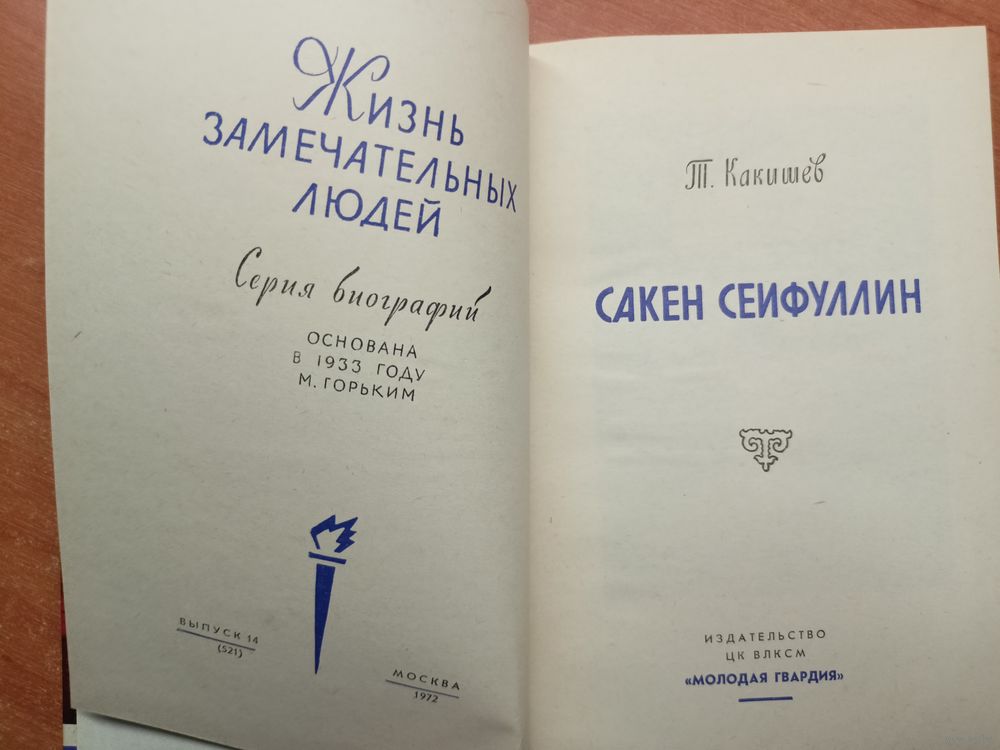 Жизнь
ЗАМЕЧАТЕЛЬНЫХ
ЛЮДЕЙ
Серия биографий
ОСНОВАНА
В 1933 ГОДУ
М. ГОРЬКИМ
ВЫПУСК 14
(521)
МОСКВА
1972
Т. Какишев
САКЕН СЕЙФУЛЛИН
ИЗДАТЕЛЬСТВО
ЦК ВЛКСМ
«МОЛОДАЯ ГВАРДИЯ»